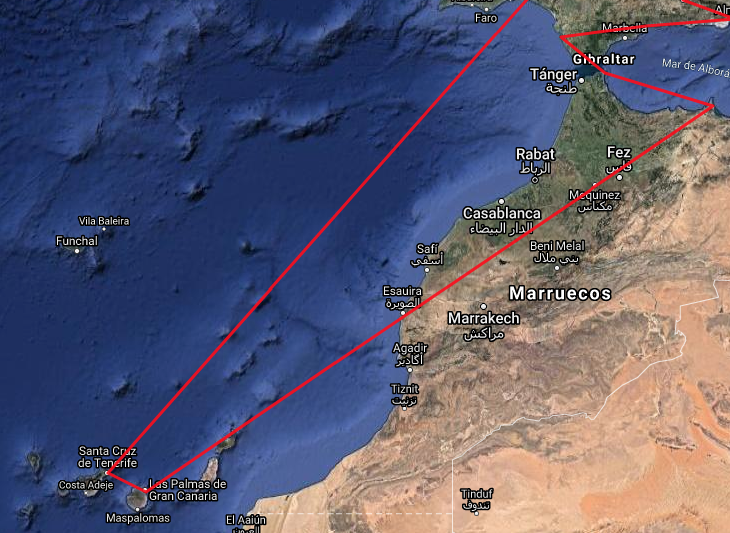 Faro
Marbella
Gibraltar
Mar de Alborá
Tánger
طنجة
Rabat
الرباط
Fez
فاس
Mequinez
مكناس
Casablanca
الدار البيضاء
Vila Baleira
Funchal
Safí
آسفي
Beni Melal
بني ملال
Esauira
الصويرة
Marruecos
Marrakech
مراكش
Agadir
أكادير
Tiznit
تزنيت
Santa Cruz
de Tenerife
Costa Adeje
Las Palmas de
Gran Canaria
Maspalomas
Tinduf
تندوف
El Aaiún